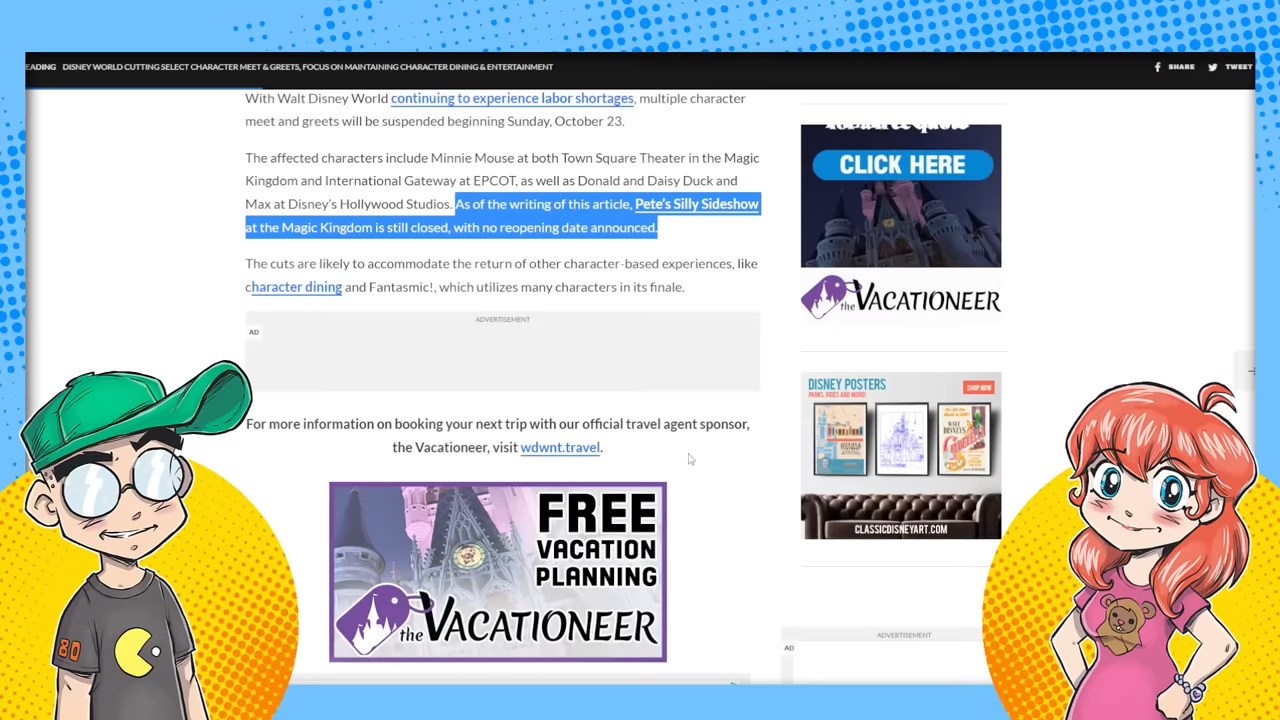 EADING DISNEY WORLD CUTTING SELECT CHARACTER MEET & GREETS, FOCUS ON MAINTAINING CHARACTER DINING & ENTERTAINMENT
SHARE TWEET
With Walt Disney World continuing to experience labor shortages, multiple character
meet and greets will be suspended beginning Sunday, October 23.
The affected characters include Minnie Mouse at both Town Square Theater in the Magic
Kingdom and International Gateway at EPCOT, as well as Donald and Daisy Duck and
Max at Disney's Hollywood Studios. As of the writing of this article, Pete's Silly Sideshow
at the Magic Kingdom is still closed, with no reopening date announced.
The cuts are likely to accommodate the return of other character-based experiences, like
character dining and Fantasmic!, which utilizes many characters in its finale.
ADVERTISEMENT
AD
For more information on booking your next trip with our official travel agent sponsor,
the Vacationeer, visit wdwnt.travel.
FREE
VACATION
PLANNING
the VACATIONEER
CLICK HERE
the VACATIONEER
DISNEY POSTERS
PARKS, RIDES AND MORE!
SHOP NOW
CLASSICDISNEYART.COM
ADVERTISEMENT
AD
80